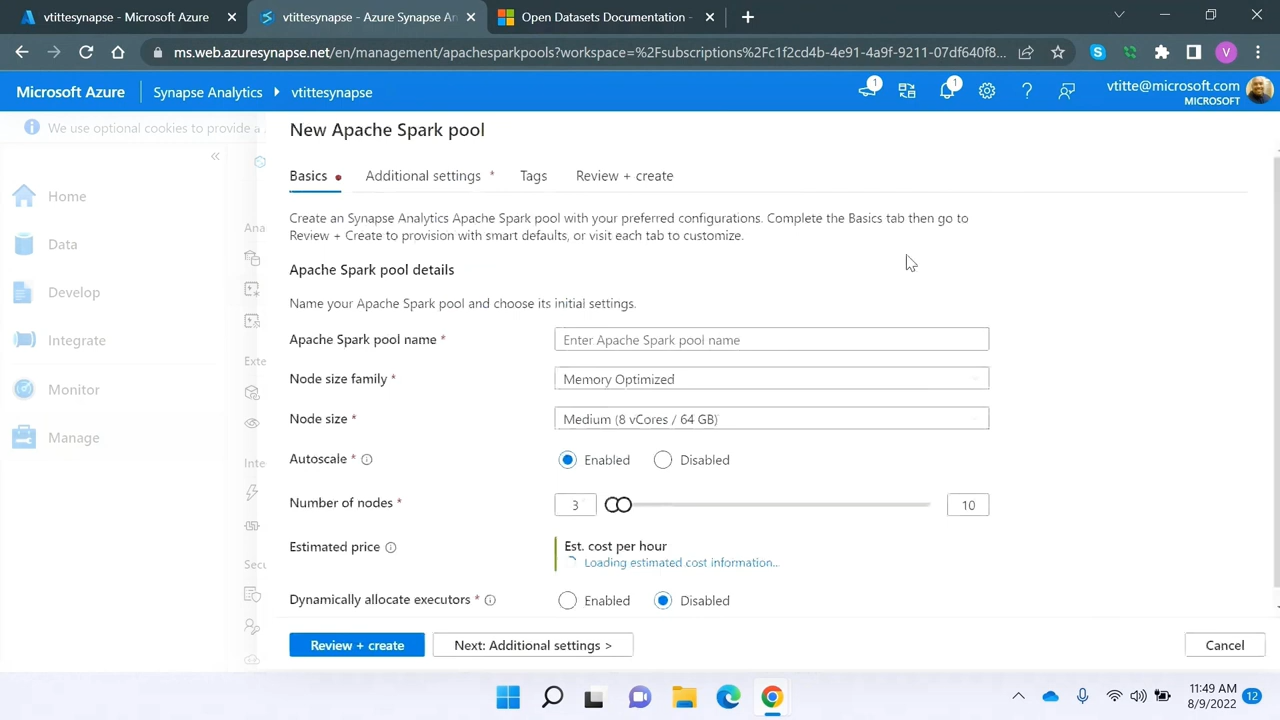 vtittesynapse - Microsoft Azure
vtittesynapse - Azure Synapse An
Open Datasets Documentation -
ms.web.azuresynapse.net/en/management/apachesparkpools?workspace=%2Fsubscriptions%2Fc1f2cd4b-4e91-4a9f-9211-07df640f8...
V
Microsoft Azure
Synapse Analytics
vtittesynapse
1
1
vtitte@microsoft.com
MICROSOFT
We use optional cookies to provide a
New Apache Spark pool
Home
Data
Develop
Integrate
Monitor
Manage
Ana
Exte
Inte
Secu
Basics
Additional settings *
Tags
Review + create
Create an Synapse Analytics Apache Spark pool with your preferred configurations. Complete the Basics tab then go to
Review + Create to provision with smart defaults, or visit each tab to customize.
Apache Spark pool details
Name your Apache Spark pool and choose its initial settings.
Apache Spark pool name * Enter Apache Spark pool name
Node size family * Memory Optimized
Node size * Medium (8 vCores / 64 GB)
Autoscale * Enabled Disabled
Number of nodes * 3 10
Estimated price Est. cost per hour
Loading estimated cost information...
Dynamically allocate executors * Enabled Disabled
Review + create
Next: Additional settings >
Cancel
11:49 AM
8/9/2022
12